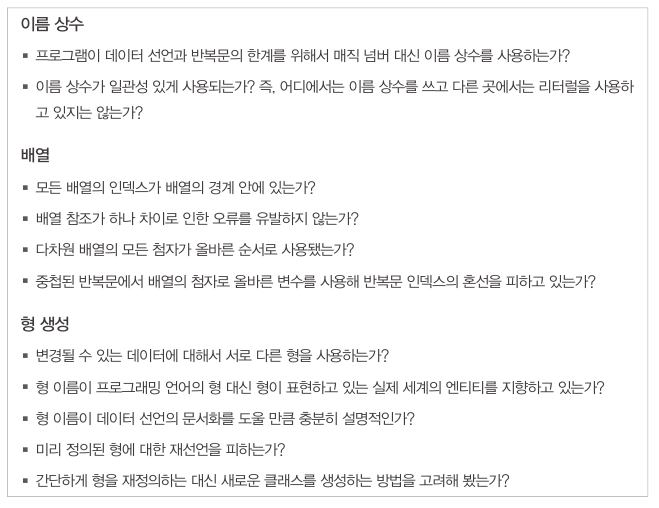 이름 상수
▪ 프로그램이 데이터 선언과 반복문의 한계를 위해서 매직 넘버 대신 이름 상수를 사용하는가?
▪ 이름 상수가 일관성 있게 사용되는가? 즉, 어디에서는 이름 상수를 쓰고 다른 곳에서는 리터럴을 사용하
고 있지는 않는가?
배열
▪ 모든 배열의 인덱스가 배열의 경계 안에 있는가?
▪ 배열 참조가 하나 차이로 인한 오류를 유발하지 않는가?
▪ 다차원 배열의 모든 첨자가 올바른 순서로 사용됐는가?
▪ 중첩된 반복문에서 배열의 첨자로 올바른 변수를 사용해 반복문 인덱스의 혼선을 피하고 있는가?
형 생성
▪ 변경될 수 있는 데이터에 대해서 서로 다른 형을 사용하는가?
▪ 형 이름이 프로그래밍 언어의 형 대신 형이 표현하고 있는 실제 세계의 엔티티를 지향하고 있는가?
▪ 형 이름이 데이터 선언의 문서화를 도울 만큼 충분히 설명적인가?
▪ 미리 정의된 형에 대한 재선언을 피하는가?
▪ 간단하게 형을 재정의하는 대신 새로운 클래스를 생성하는 방법을 고려해 봤는가?